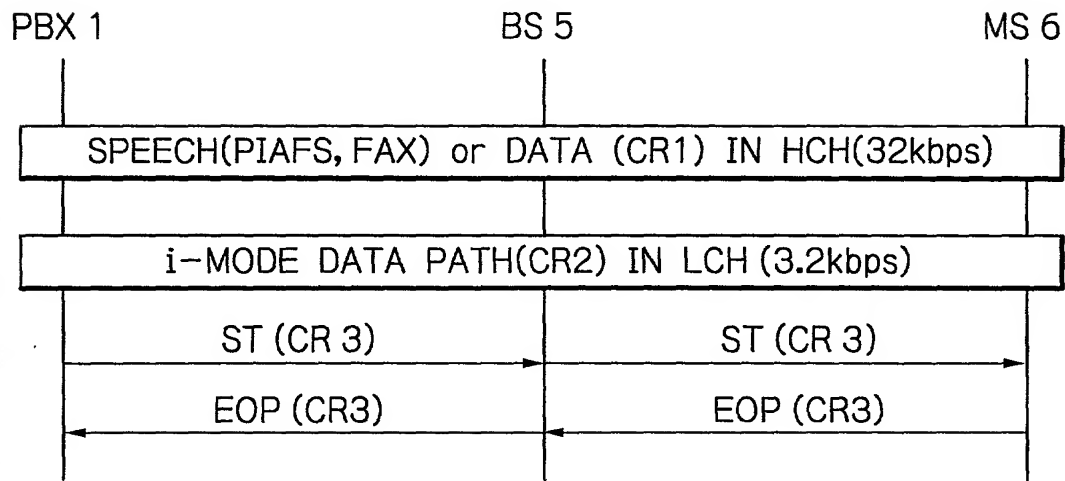 PBX 1 BS 5 MS 6
SPEECH(PIAFS, FAX) or DATA (CR1) IN HCH(32kbps)
i-MODE DATA PATH(CR2) IN LCH (3.2kbps)
ST (CR 3) ST (CR 3)
EOP (CR3) EOP (CR3)